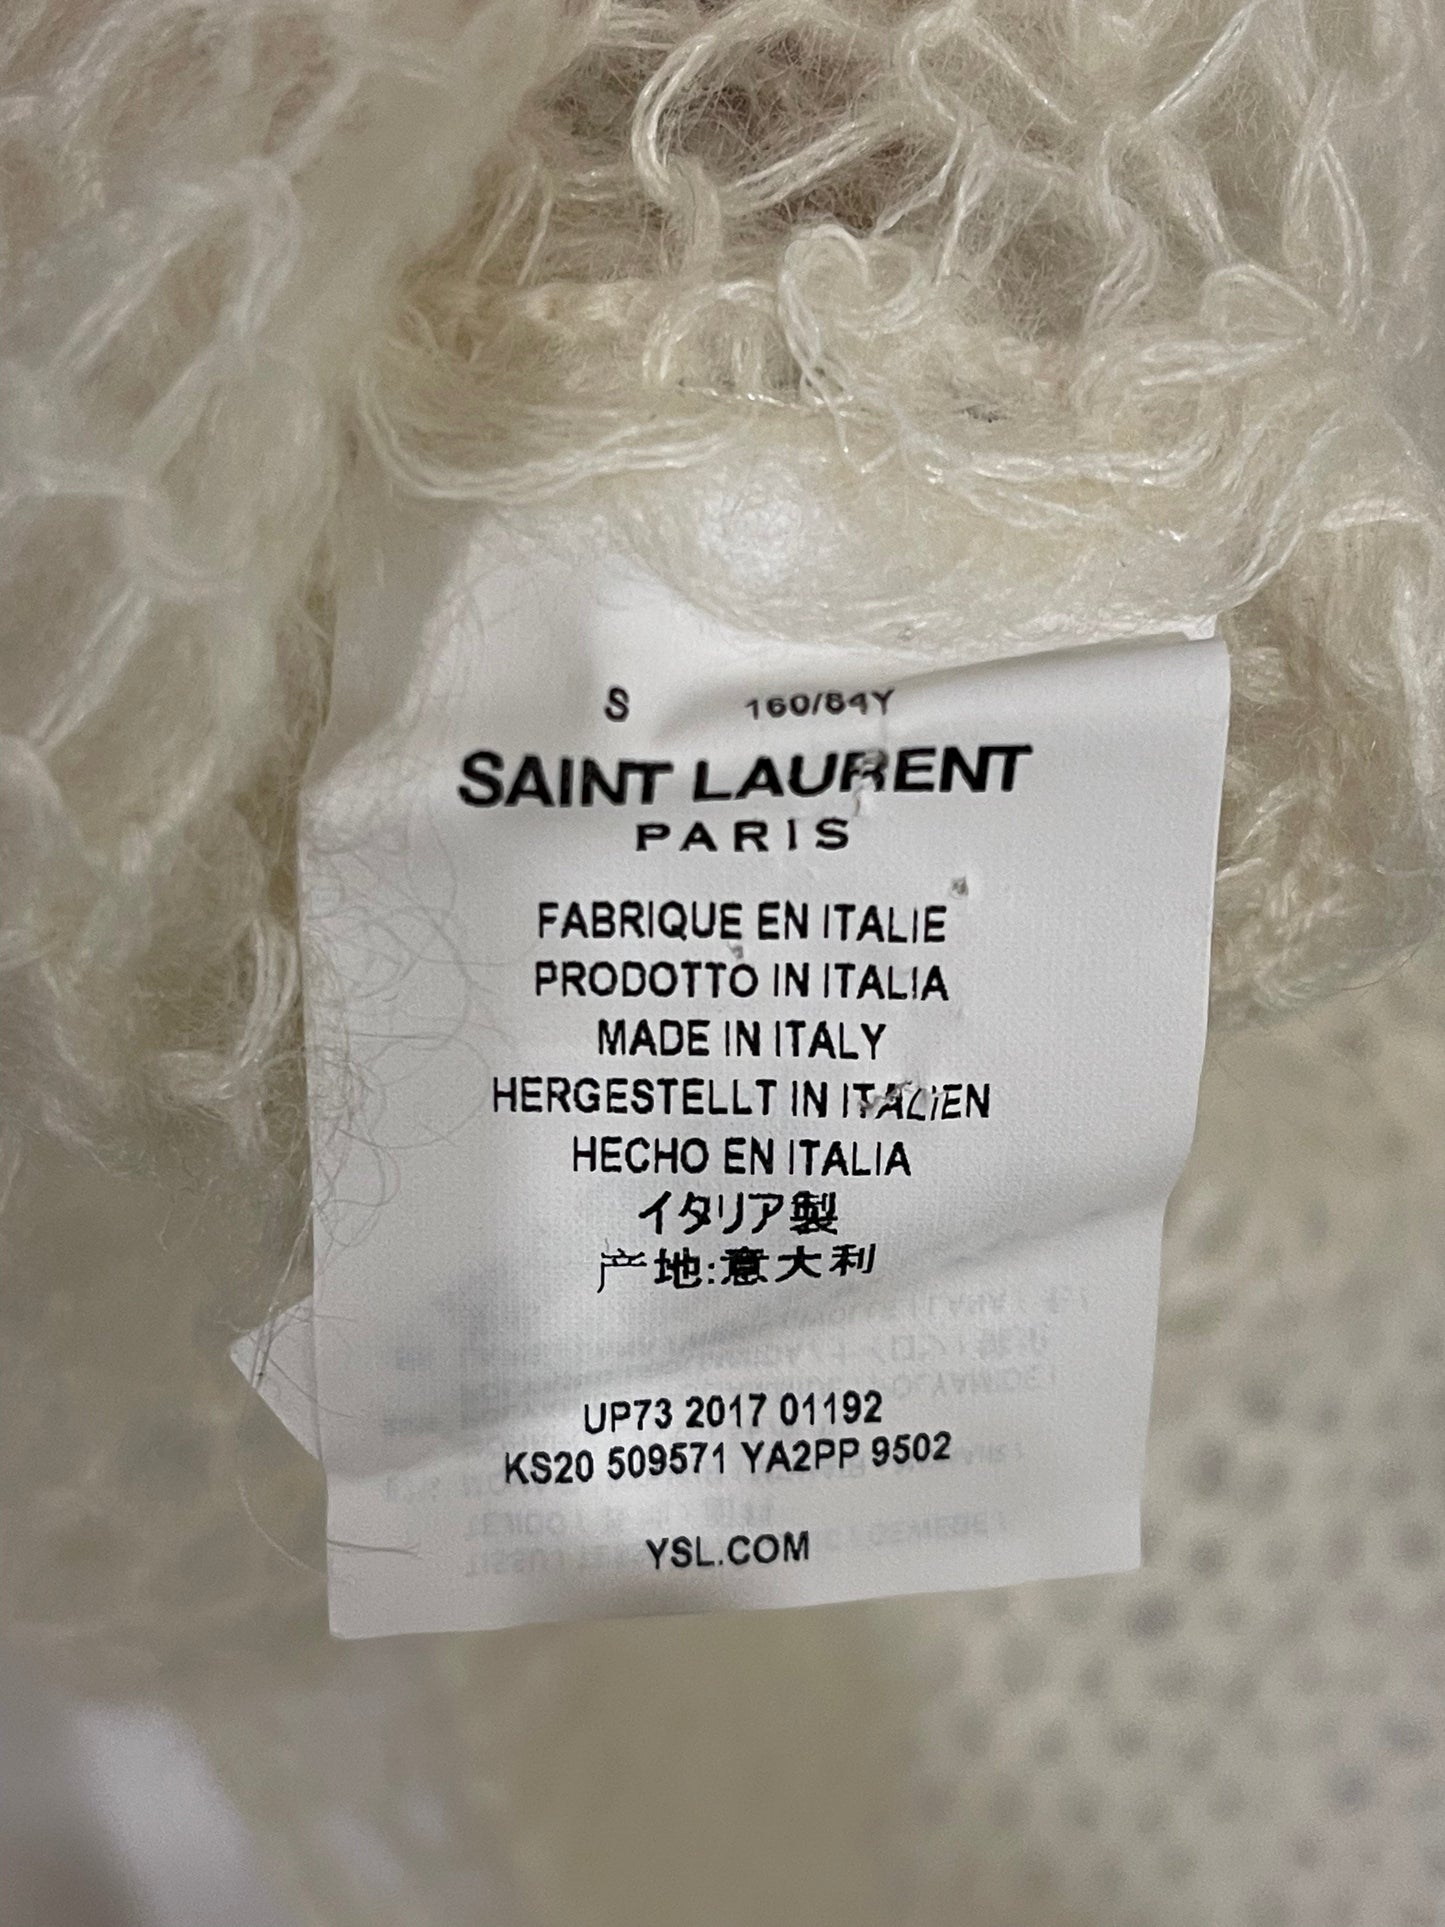 S 160/84Y
SAINT LAURENT
PARIS
FABRIQUE EN ITALIE
PRODOTTO IN ITALIA
MADE IN ITALY
HERGESTELLT IN ITALIEN
HECHO EN ITALIA
イタリア製
产地:意大利
UP73 2017 01192
KS20 509571 YA2PP 9502
YSL.COM